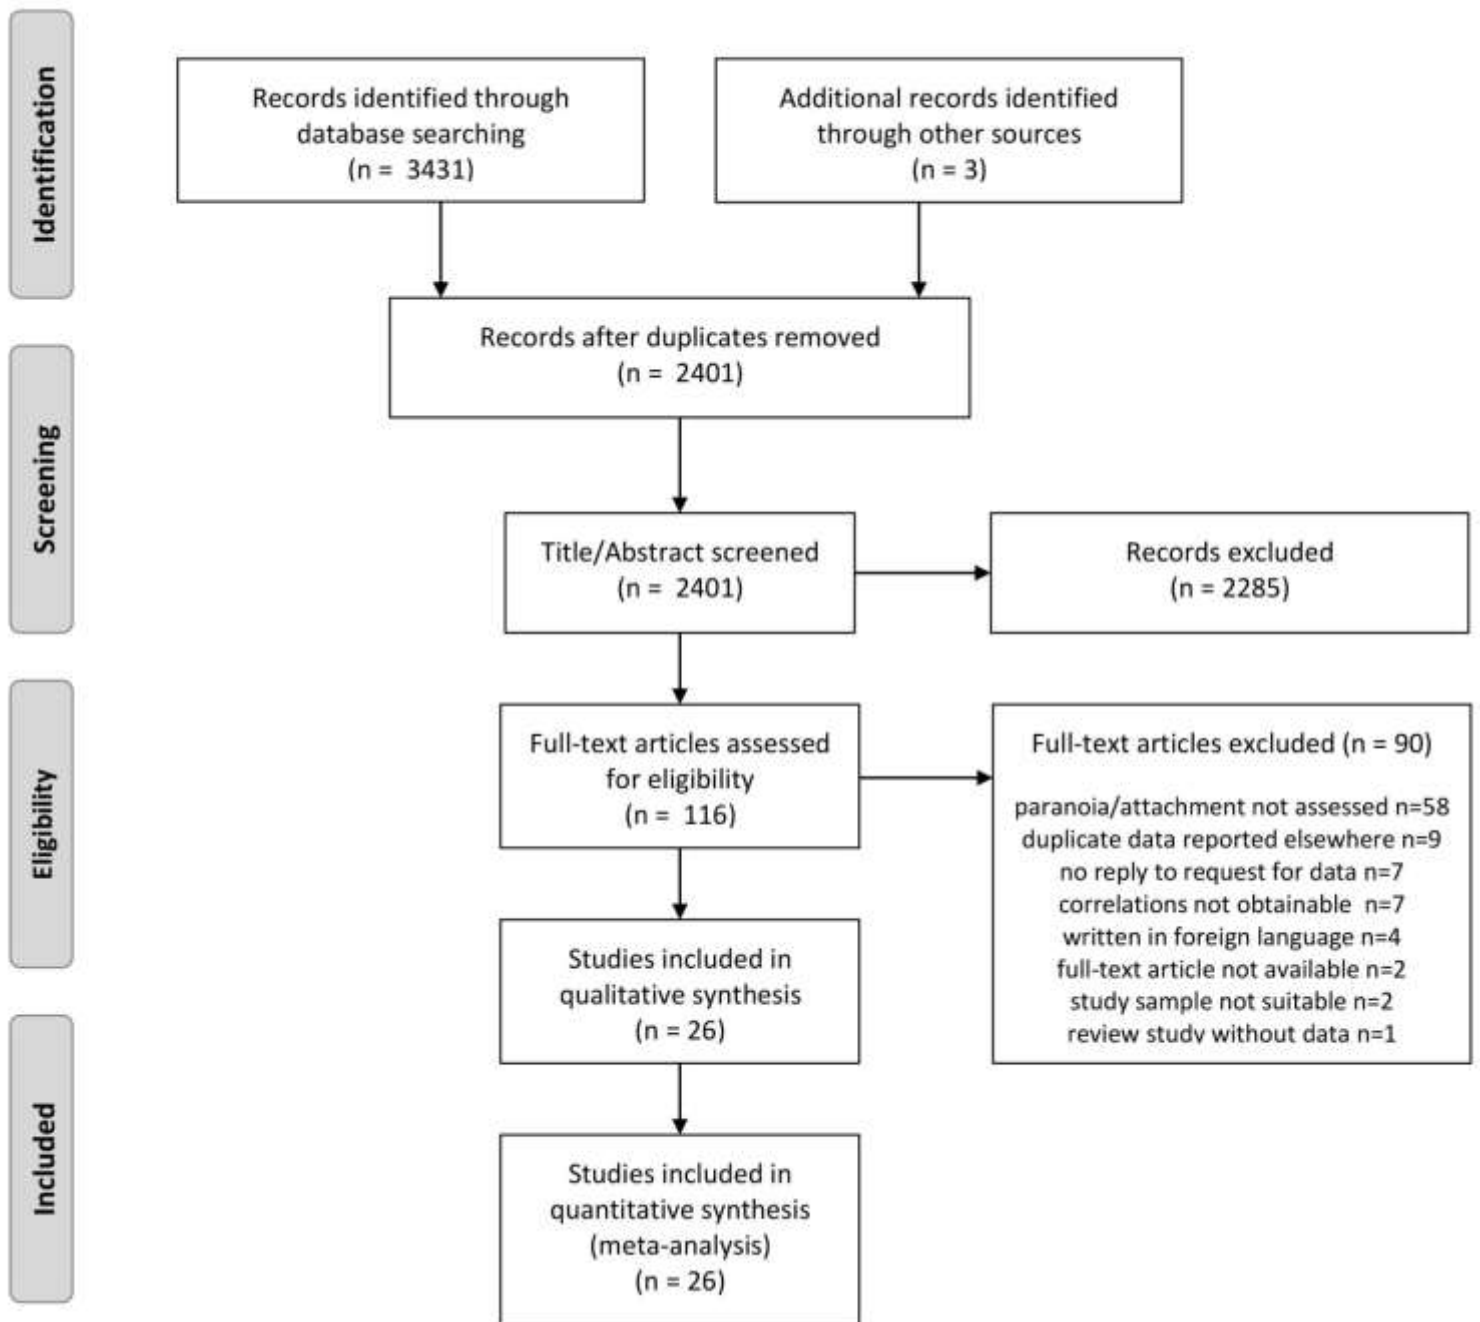 Identification
Records identified through
database searching
(n = 3431)
Additional records identified
through other sources
(n = 3)
Records after duplicates removed
(n = 2401)
Screening
Title/Abstract screened
(n = 2401)
Records excluded
(n = 2285)
Eligibility
Full-text articles assessed
for eligibility
(n = 116)
Full-text articles excluded (n = 90)
paranoia/attachment not assessed n=58
duplicate data reported elsewhere n=9
no reply to request for data n=7
correlations not obtainable n=7
written in foreign language n=4
full-text article not available n=2
study sample not suitable n=2
review study without data n=1
Studies included in
qualitative synthesis
(n = 26)
Included
Studies included in
quantitative synthesis
(meta-analysis)
(n = 26)